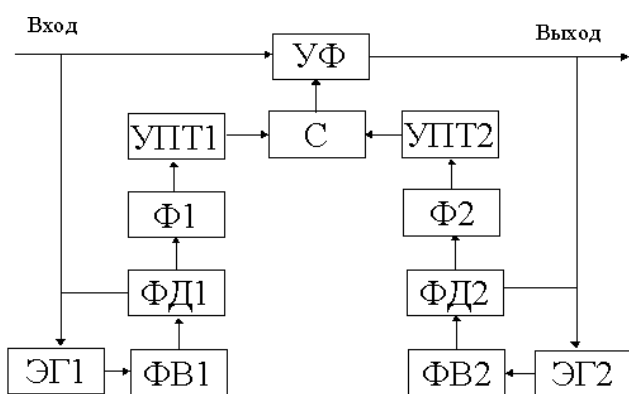 Вход
Выход
УФ
УПТ1
С
УПТ2
Ф1
Ф2
ФД1
ФД2
ЭГ1
ФВ1
ФВ2
ЭГ2